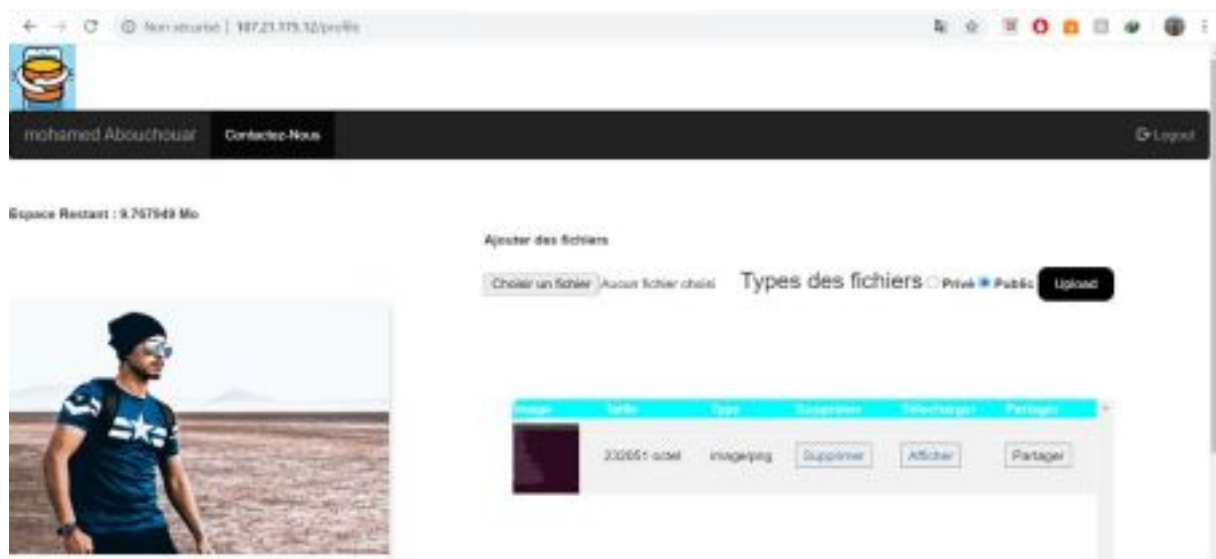 Non sécurisé | 107.21.175.12/profile
mohamed Abouchouar Contactez-Nous Logout
Espace Restant : 9.767949 Mo
Ajouter des fichiers
Choisir un fichier Aucun fichier choisi Types des fichiers Privé Public Upload
Image Taille Type Supprimer Télécharger Partager
232051 octet image/png Supprimer Afficher Partager